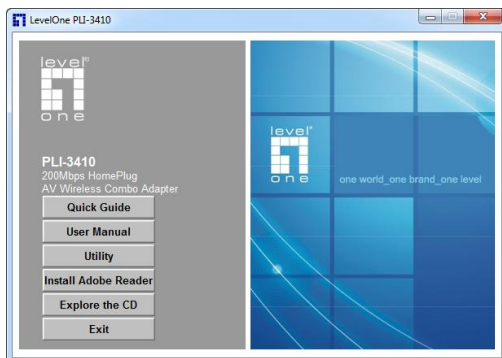 LevelOne PLI-3410
level®
one
PLI-3410
200Mbps HomePlug
AV Wireless Combo Adapter
Quick Guide
User Manual
Utility
Install Adobe Reader
Explore the CD
Exit
level®
one
one world_one brand_one level